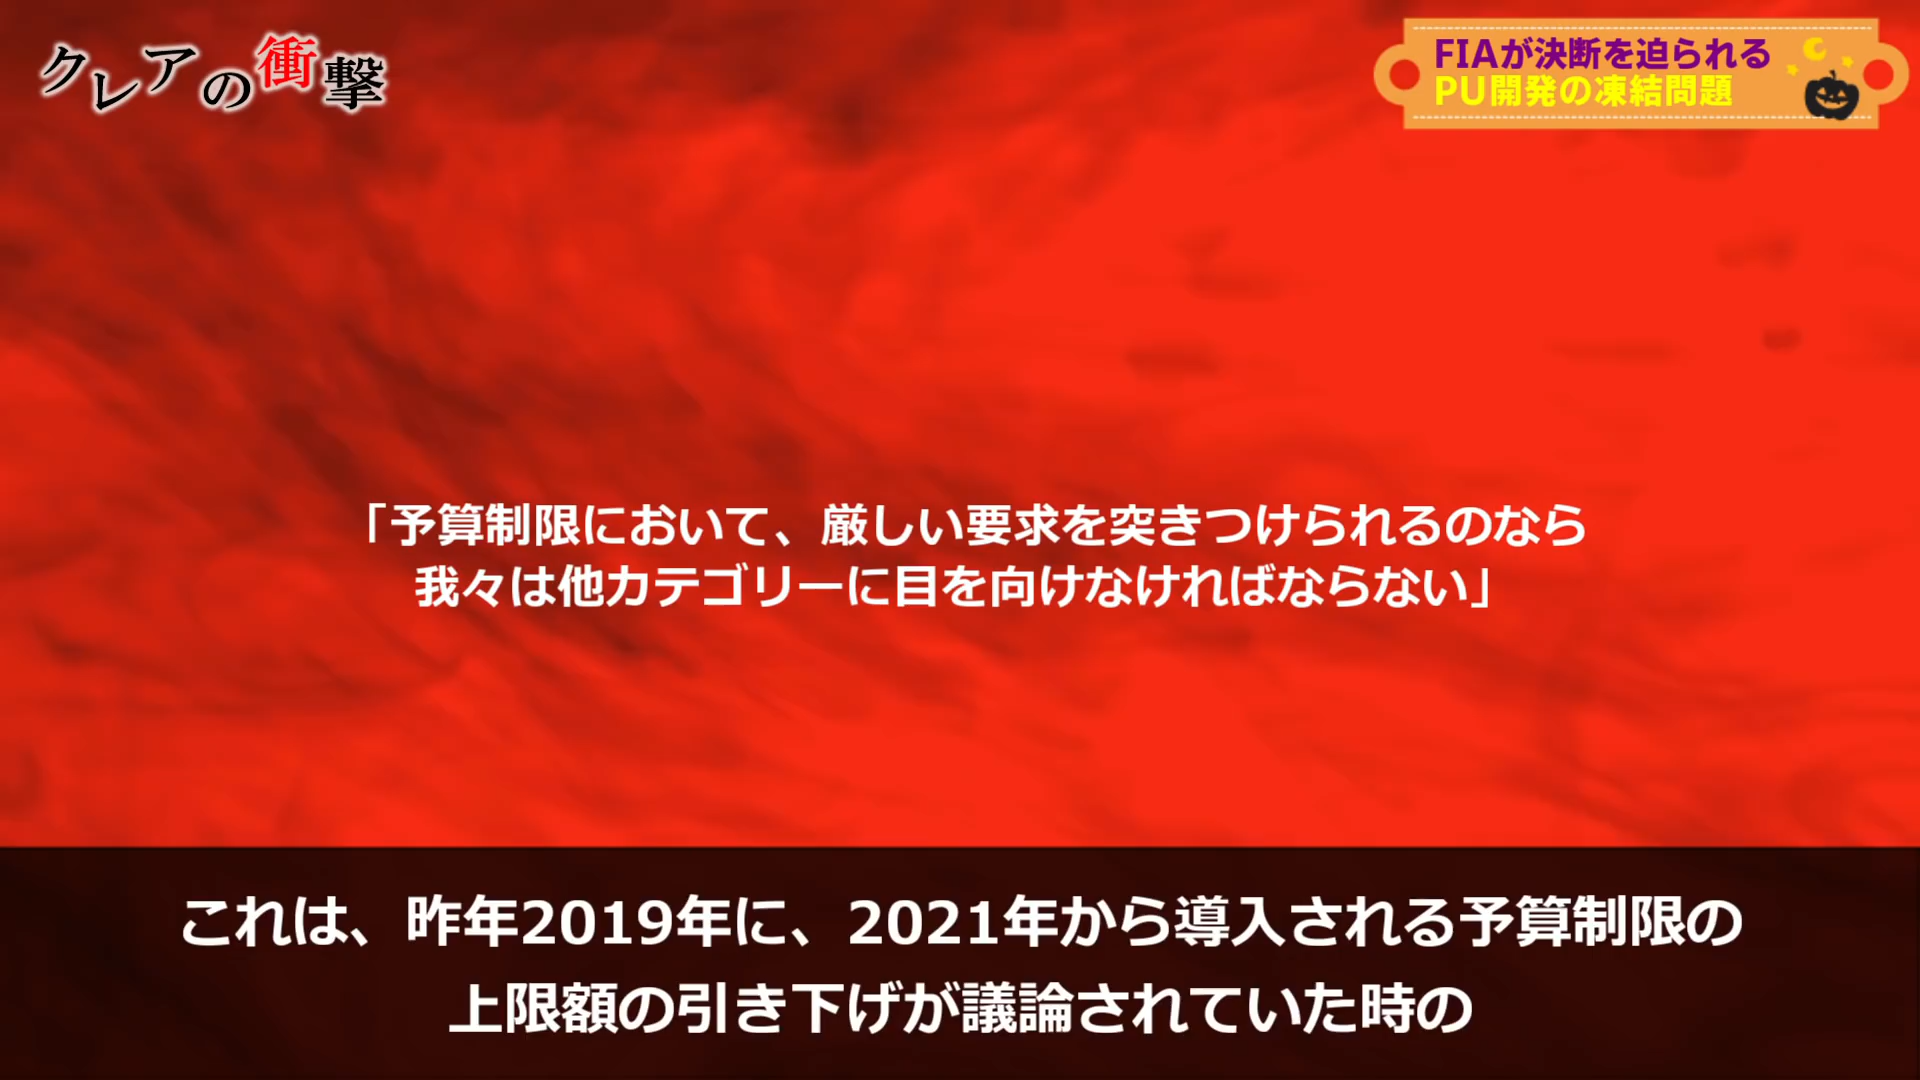 クレアの衝撃
FIAが決断を迫られる
PU開発の凍結問題
「予算制限において、厳しい要求を突きつけられるのなら
我々は他カテゴリーに目を向けなければならない」
これは、昨年2019年に、2021年から導入される予算制限の
上限額の引き下げが議論されていた時の